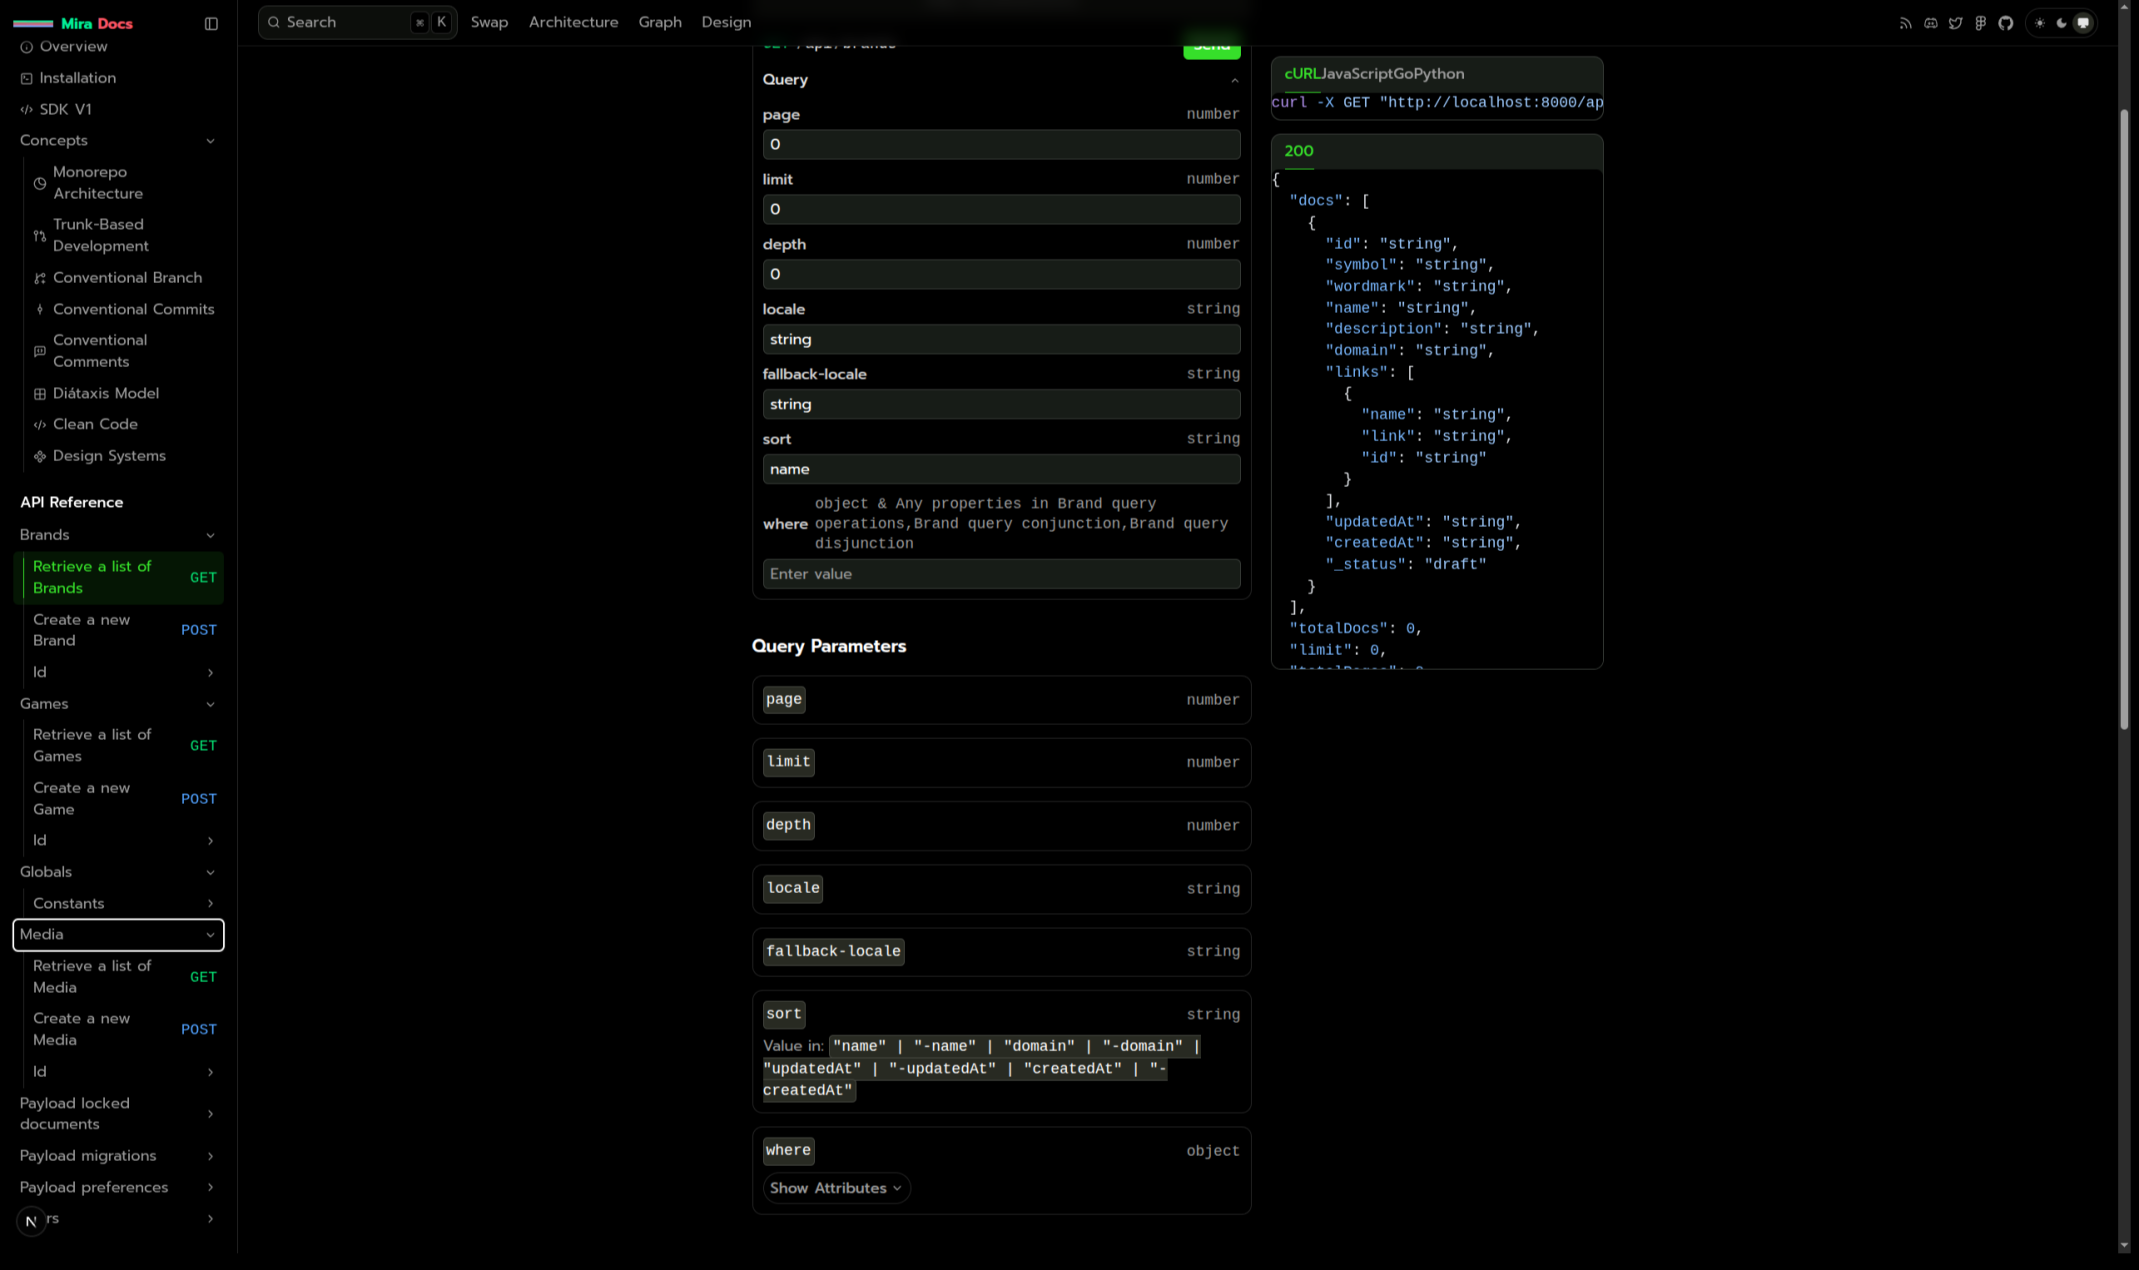 Mira Docs
Overview
Installation
SDK V1
Concepts
Monorepo
Architecture
Trunk-Based
Development
Conventional Branch
Conventional Commits
Conventional
Comments
Diátaxis Model
Clean Code
Design Systems
API Reference
Brands
Retrieve a list of
Brands
GET
Create a new
Brand
POST
Id
Games
Retrieve a list of
Games
GET
Create a new
Game
POST
Id
Globals
Constants
Media
Retrieve a list of
Media
GET
Create a new
Media
POST
Id
Payload locked
documents
Payload migrations
Payload preferences
N
rs
Search ⌘ K Swap Architecture Graph Design
GET /api/brands Send
Query
page number
0
limit number
0
depth number
0
locale string
string
fallback-locale string
string
sort string
name
where
object & Any properties in Brand query
operations,Brand query conjunction,Brand query
disjunction
Enter value
Query Parameters
page number
limit number
depth number
locale string
fallback-locale string
sort string
Value in: "name" | "-name" | "domain" | "-domain" |
"updatedAt" | "-updatedAt" | "createdAt" | "-
createdAt"
where object
Show Attributes
cURLJavaScriptGoPython
curl -X GET "http://localhost:8000/ap
200
{
"docs": [
{
"id": "string",
"symbol": "string",
"wordmark": "string",
"name": "string",
"description": "string",
"domain": "string",
"links": [
{
"name": "string",
"link": "string",
"id": "string"
}
],
"updatedAt": "string",
"createdAt": "string",
"_status": "draft"
}
],
"totalDocs": 0,
"limit": 0,